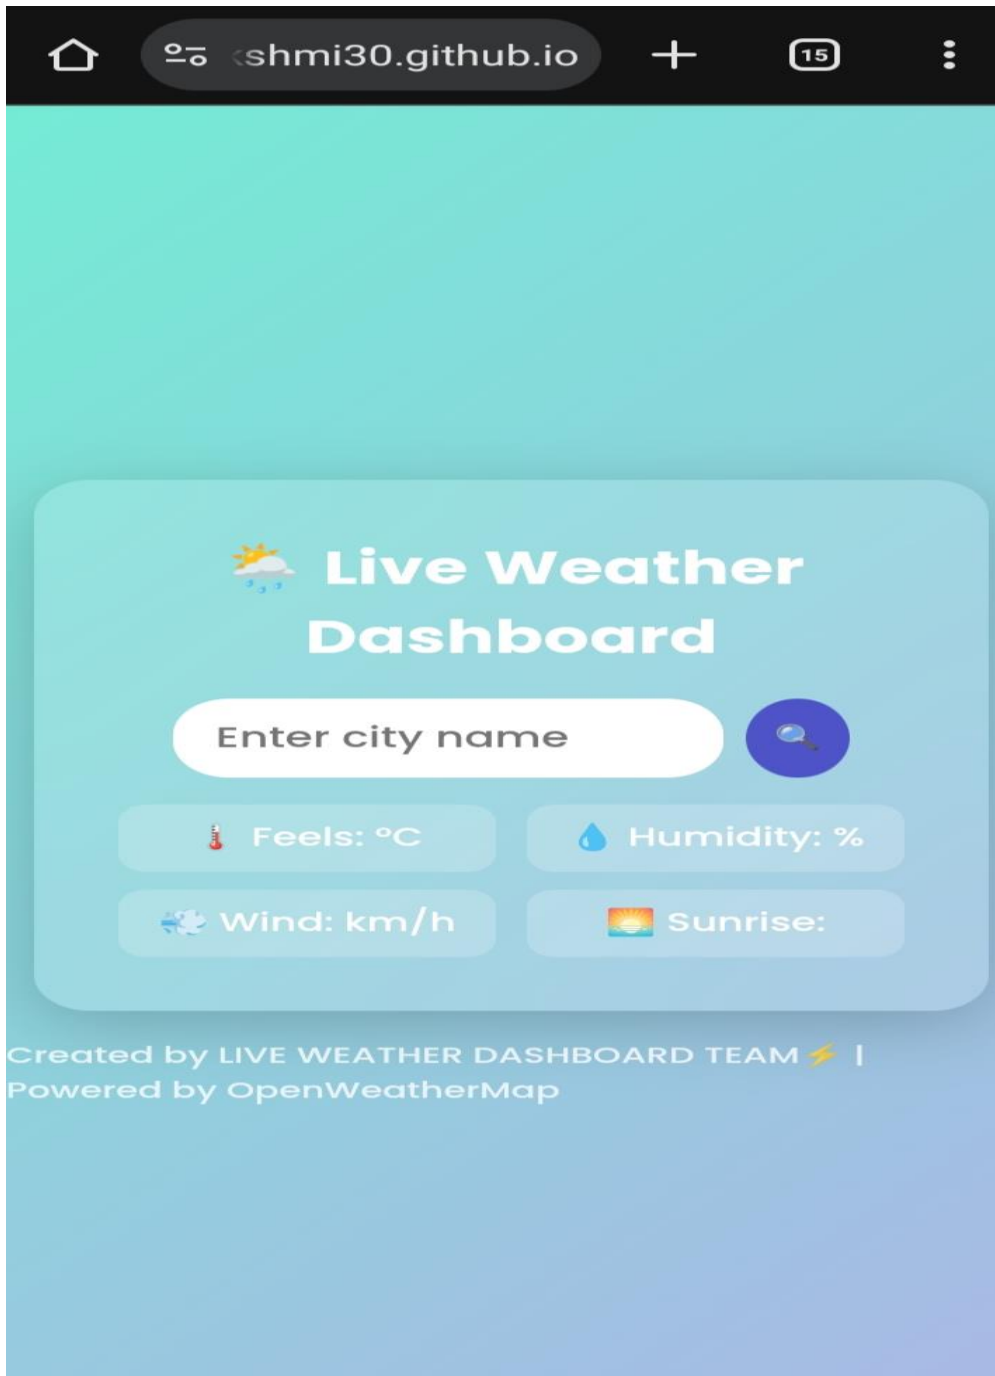 shmi30.github.io
15
Live Weather
Dashboard
Enter city name
Feels: °C
Humidity: %
Wind: km/h
Sunrise:
Created by LIVE WEATHER DASHBOARD TEAM⚡ |
Powered by OpenWeatherMap